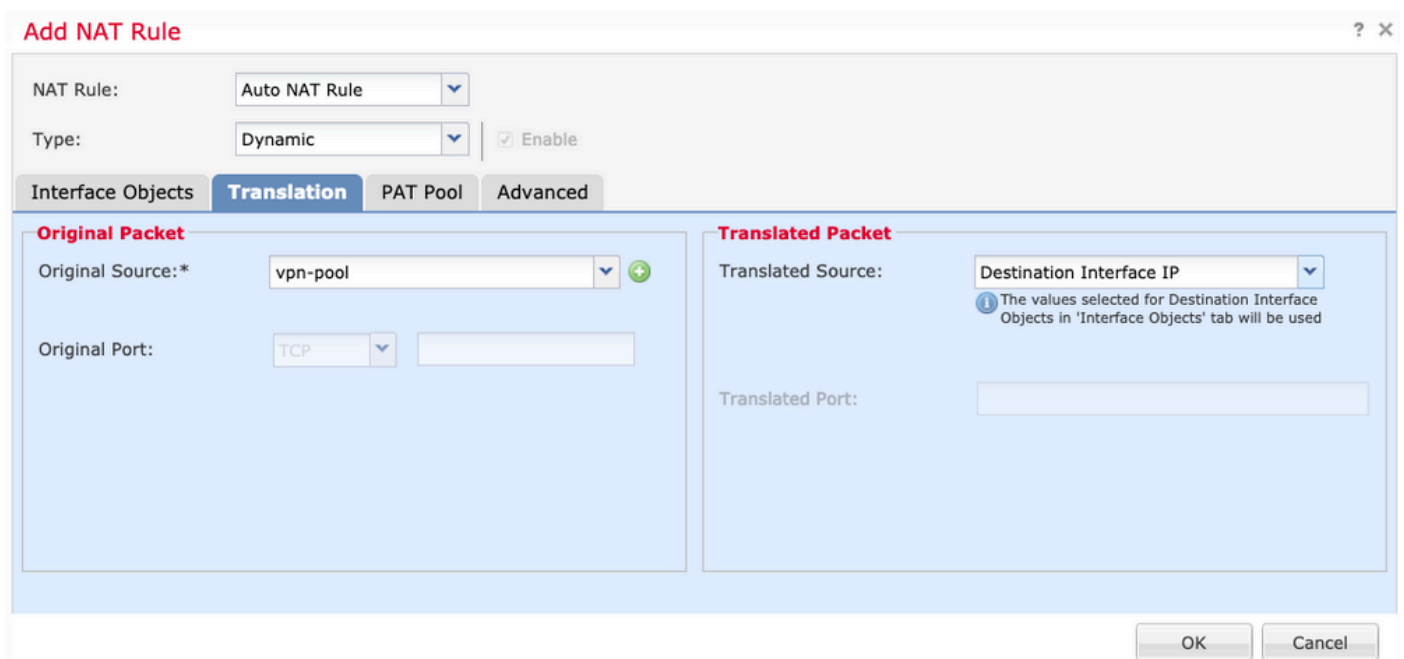 Add NAT Rule ? ×
NAT Rule: Auto NAT Rule
Type: Dynamic Enable
Interface Objects Translation PAT Pool Advanced
Original Packet
Original Source:* vpn-pool
Original Port: TCP
Translated Packet
Translated Source: Destination Interface IP
The values selected for Destination Interface
Objects in 'Interface Objects' tab will be used
Translated Port:
OK Cancel